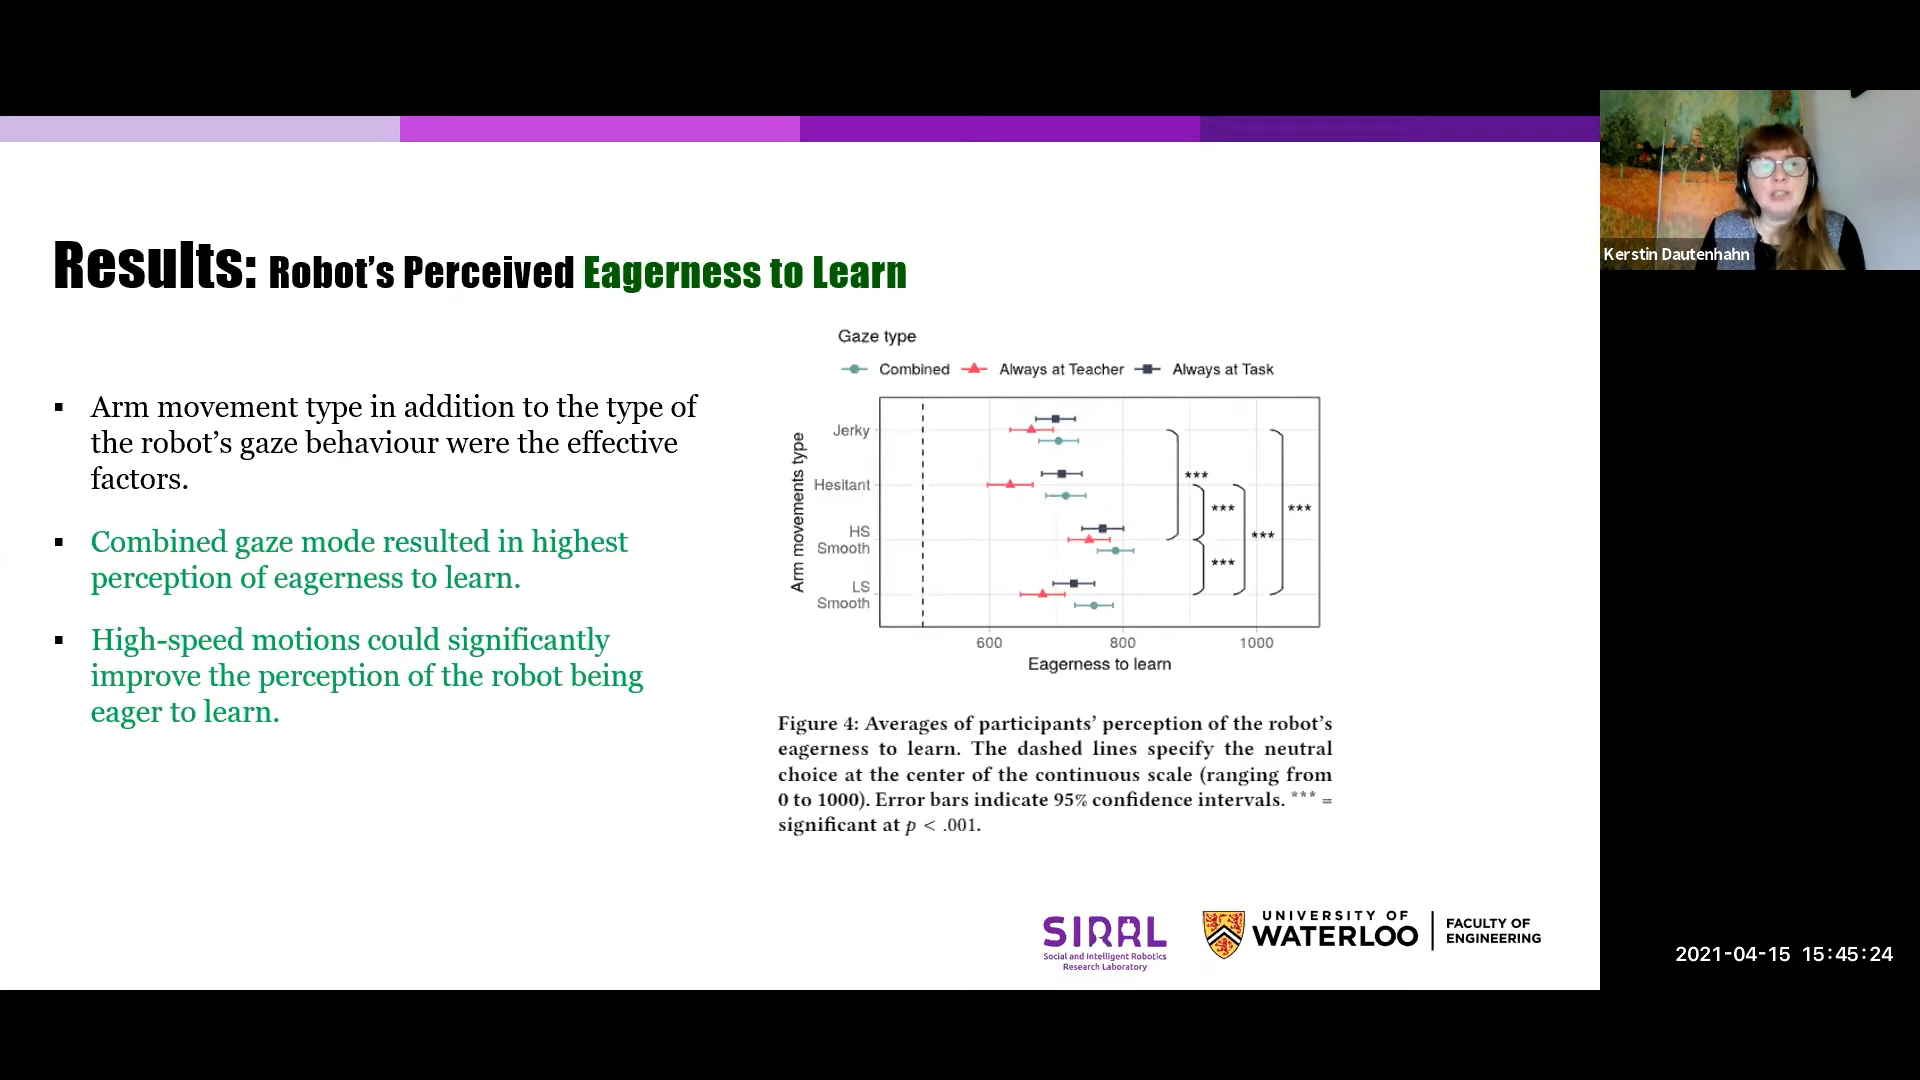 Results: Robot’s Perceived Eagerness to Learn
▪ Arm movement type in addition to the type of
the robot’s gaze behaviour were the effective
factors.
▪ Combined gaze mode resulted in highest
perception of eagerness to learn.
▪ High-speed motions could significantly
improve the perception of the robot being
eager to learn.
Gaze type
Combined Always at Teacher Always at Task
Arm movements type
Jerky
Hesitant
HS
Smooth
LS
Smooth
***
***
***
***
***
600 800 1000
Eagerness to learn
Figure 4: Averages of participants’ perception of the robot’s
eagerness to learn. The dashed lines specify the neutral
choice at the center of the continuous scale (ranging from
0 to 1000). Error bars indicate 95% confidence intervals. *** =
significant at p < .001.
SIRRL
Social and Intelligent Robotics
Research Laboratory
UNIVERSITY OF
WATERLOO
FACULTY OF
ENGINEERING
Kerstin Dautenhahn
2021-04-15 15:45:24